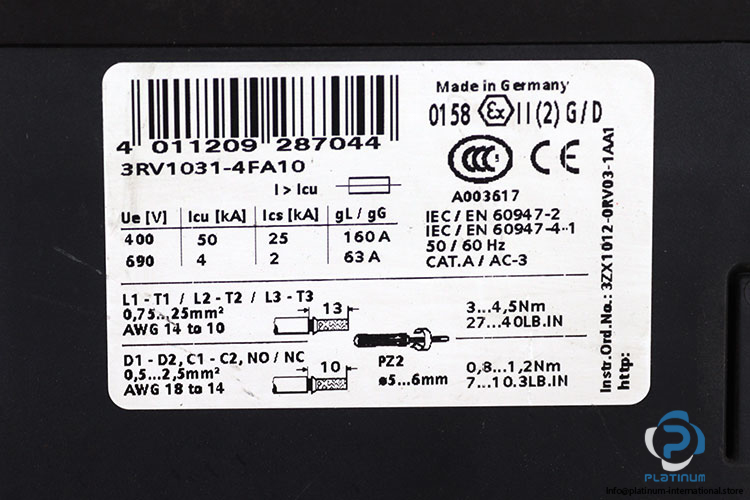 Made in Germany
0158 Ex II (2) G/D
4 011209 287044
3RV1031-4FA10
I > Icu
CCC CE
A003617
Ue [V] Icu [kA] Ics [kA] gL / gG
400 50 25 160 A
690 4 2 63 A
IEC / EN 60947-2
IEC / EN 60947-4-1
50 / 60 Hz
CAT. A / AC-3
L1 - T1 / L2 - T2 / L3 - T3
0,75...25mm²
AWG 14 to 10
13
3...4,5Nm
27...40LB.IN
D1 - D2, C1 - C2, NO / NC
0,5...2,5mm²
AWG 18 to 14
10
PZ2
ø5...6mm
0,8...1,2Nm
7...10.3LB.IN
Instr.Ord.No.: 3ZX1012-0RV03-1AA1
http:
PLATINUM
Info@platinum-international.store